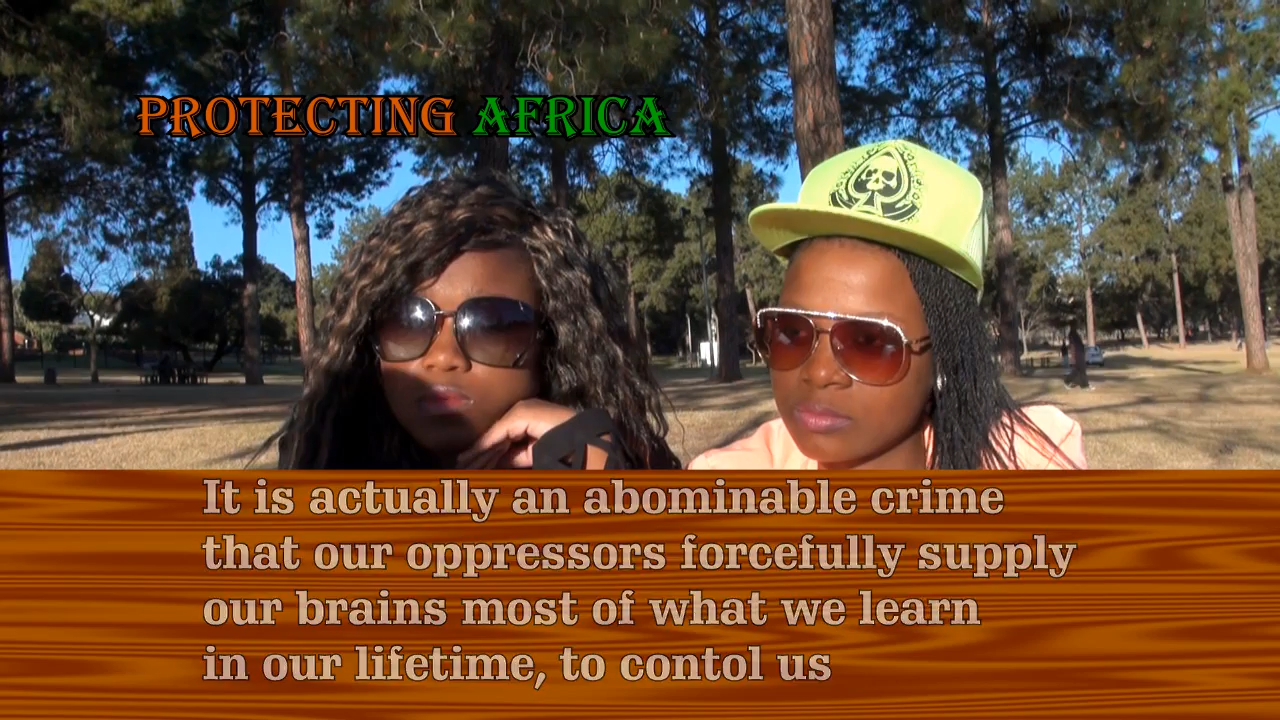 PROTECTING AFRICA
It is actually an abominable crime
that our oppressors forcefully supply
our brains most of what we learn
in our lifetime, to contol us